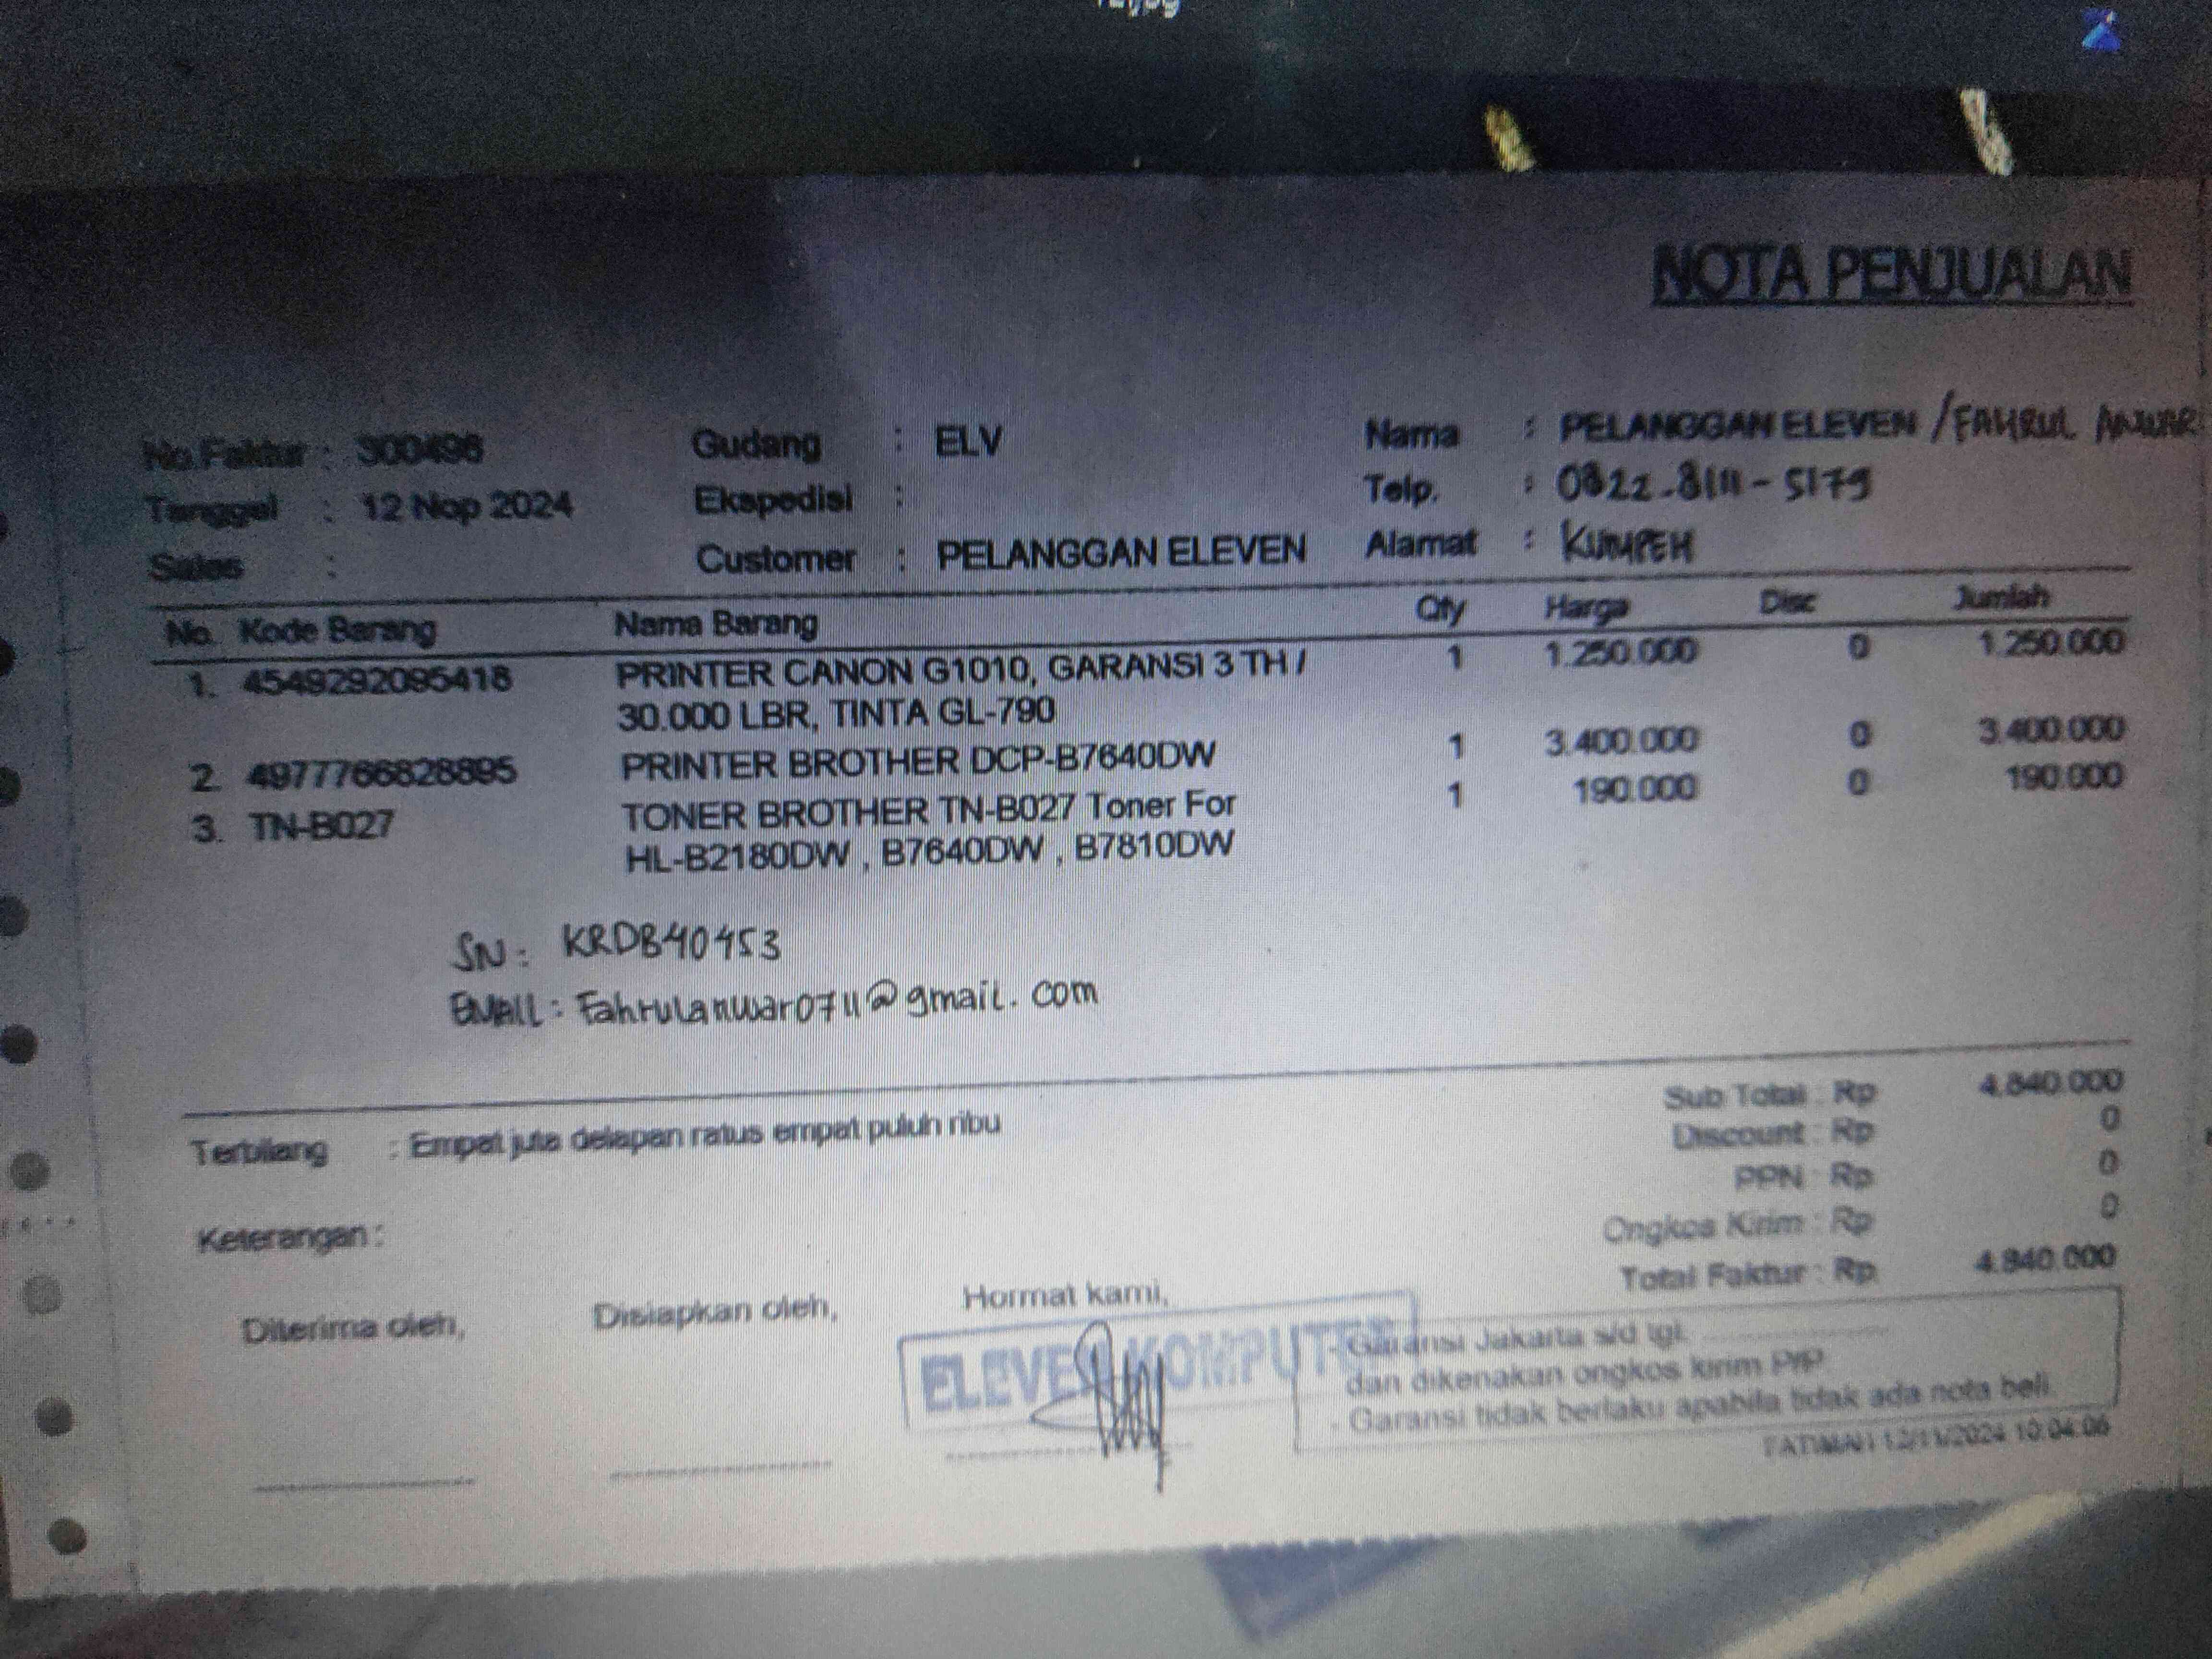 NOTA PENJUALAN
No.Faktur : 300496 Gudang : ELV Nama : PELANGGAN ELEVEN / FAHRUL ANWAR
Tanggal : 12 Nop 2024 Ekspedisi : Telp. : 0822-8111-5179
Sales : Customer : PELANGGAN ELEVEN Alamat : KUMPEH
No. Kode Barang Nama Barang Qty Harga Disc Jumlah
1. 4549292095418 PRINTER CANON G1010, GARANSI 3 TH / 1 1.250.000 0 1.250.000
30.000 LBR, TINTA GL-790
2. 4977766828895 PRINTER BROTHER DCP-B7640DW 1 3.400.000 0 3.400.000
3. TN-B027 TONER BROTHER TN-B027 Toner For 1 190.000 0 190.000
HL-B2180DW , B7640DW , B7810DW
SN : KRDB40453
EMAIL : Fahrulanwar0711@gmail.com
Sub Total : Rp 4.840.000
Terbilang : Empat juta delapan ratus empat puluh ribu
Discount : Rp 0
PPN : Rp 0
Ongkos Kirim : Rp 0
Keterangan :
Total Faktur : Rp 4.840.000
Diterima oleh, Disiapkan oleh, Hormat kami,
ELEVEN KOMPUTER
- Garansi Jakarta s/d tgl.
dan dikenakan ongkos kirim P/P
- Garansi tidak berlaku apabila tidak ada nota beli.
FATIMAH 12/11/2024 10:04:06